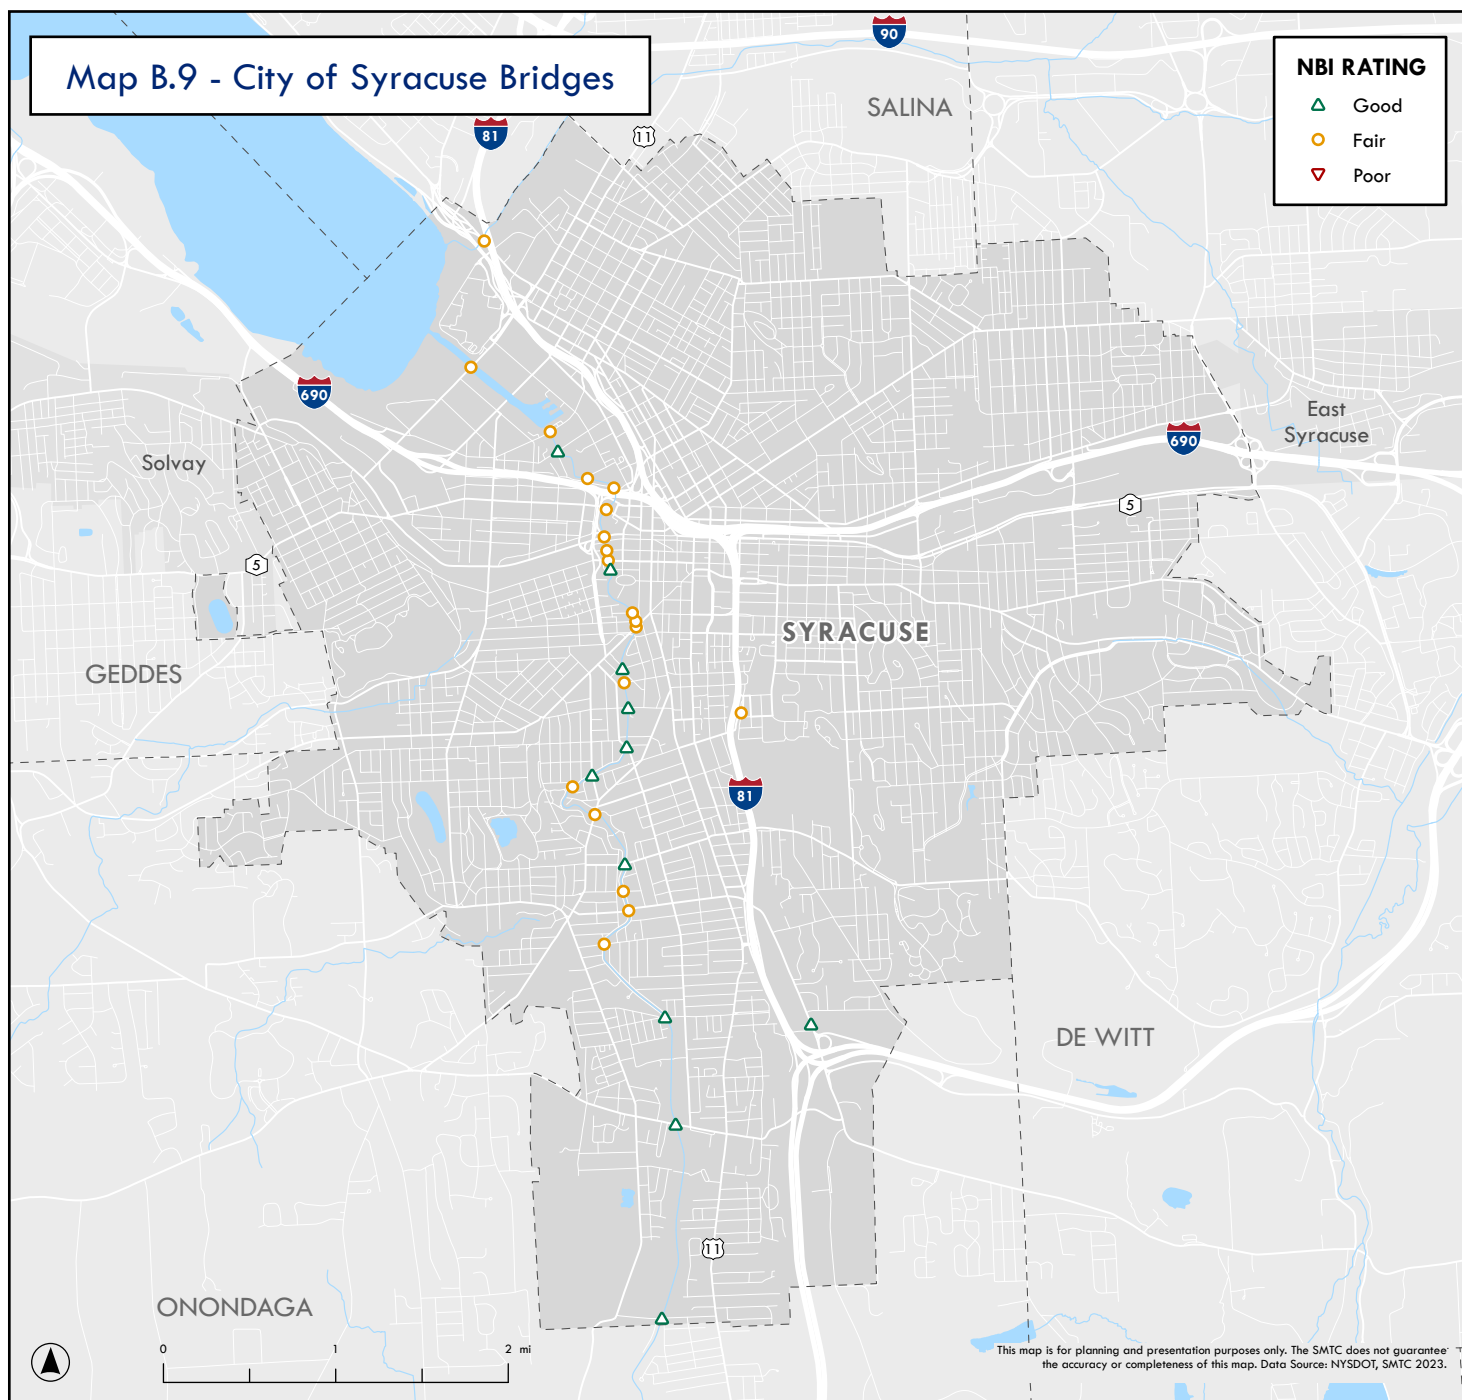 Map B.9 - City of Syracuse Bridges
90
NBI RATING
Good
Fair
Poor
SALINA
81
11
690
East
Syracuse
690
Solvay
5
5
SYRACUSE
GEDDES
81
DE WITT
11
ONONDAGA
0 1 2 mi
This map is for planning and presentation purposes only. The SMTC does not guarantee
the accuracy or completeness of this map. Data Source: NYSDOT, SMTC 2023.